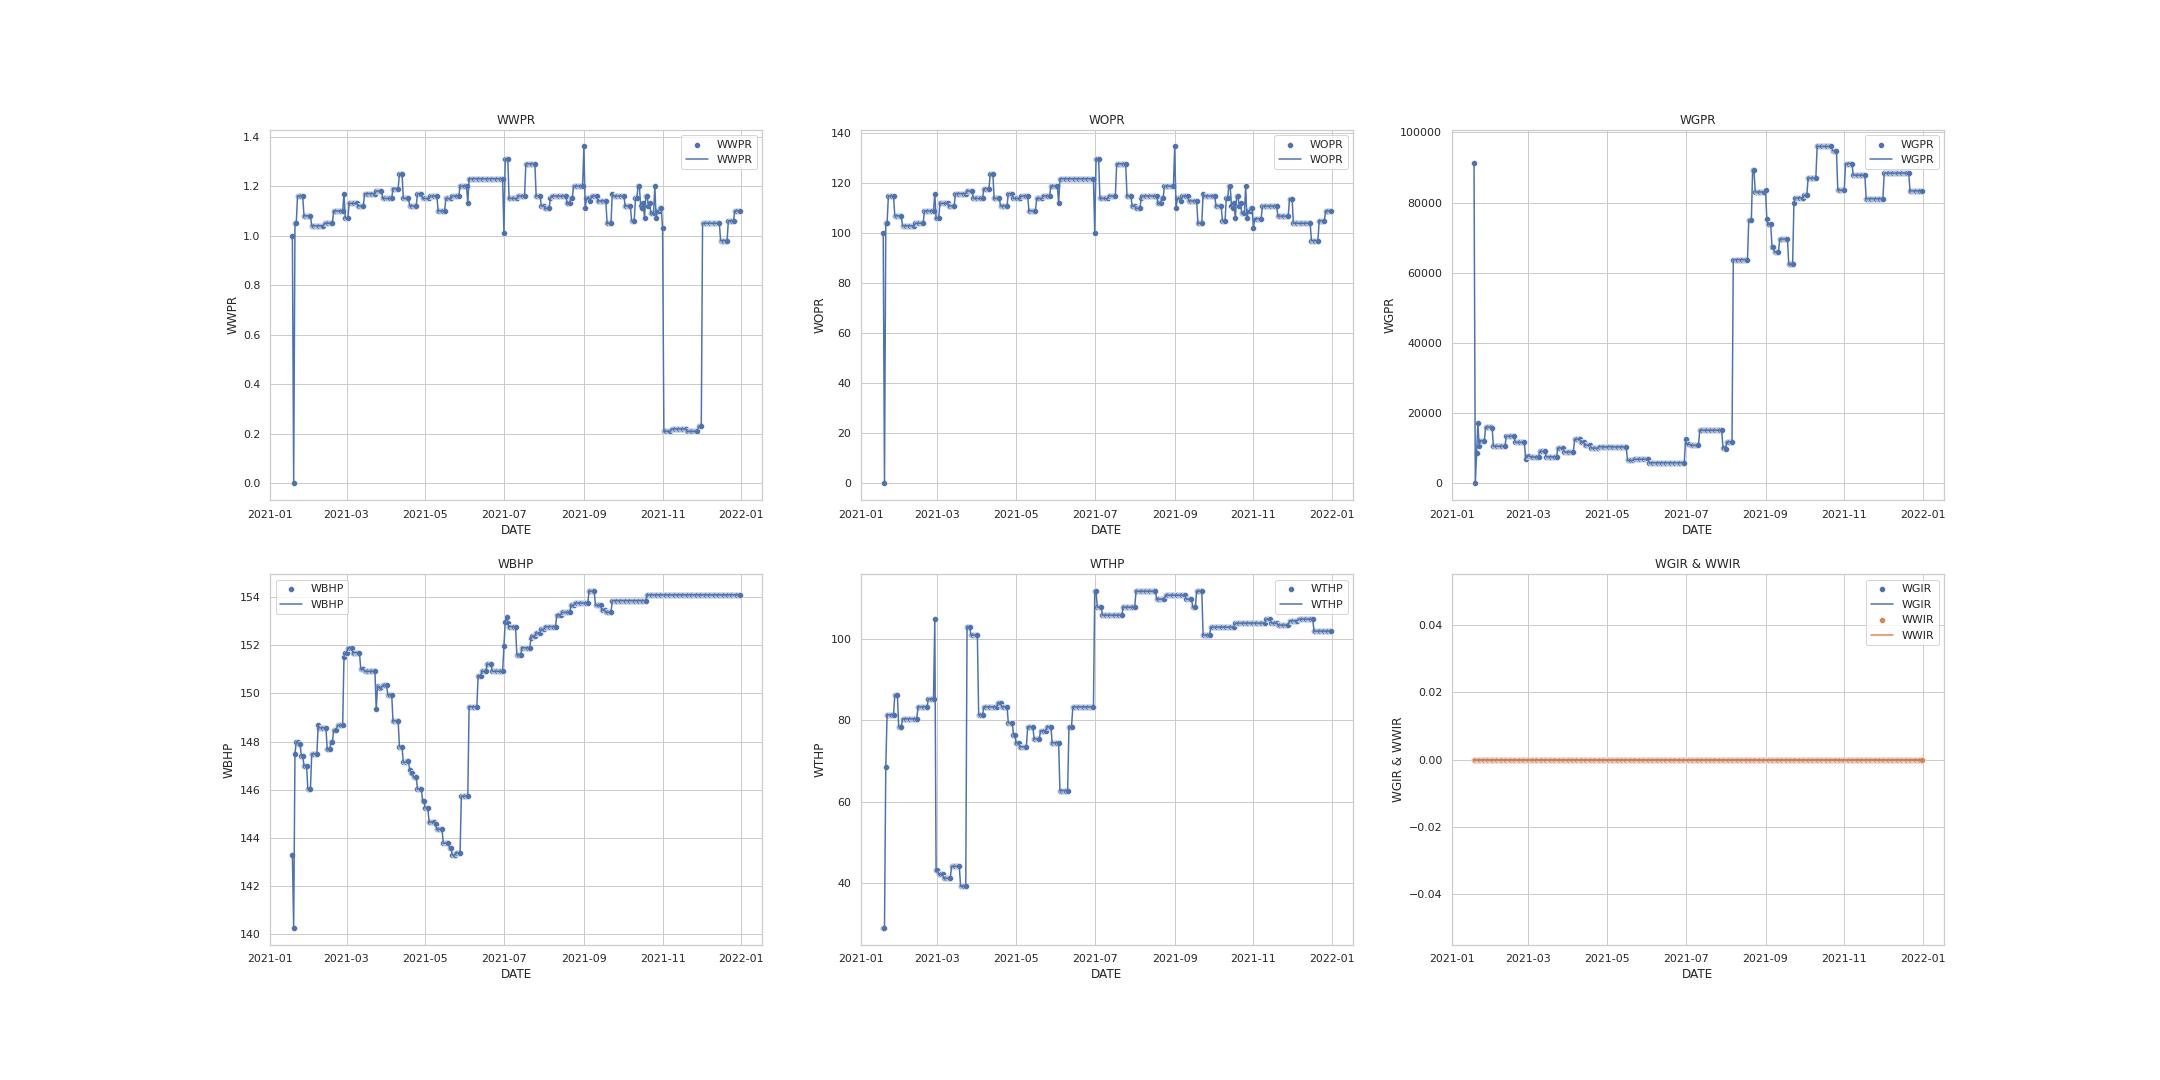 WWPR
WWPR
WWPR
1.4
1.2
1.0
0.8
0.6
0.4
0.2
0.0
WWPR
2021-01 2021-03 2021-05 2021-07 2021-09 2021-11 2022-01
DATE
WOPR
WOPR
WOPR
140
120
100
80
60
40
20
0
WOPR
2021-01 2021-03 2021-05 2021-07 2021-09 2021-11 2022-01
DATE
WGPR
WGPR
WGPR
100000
80000
60000
40000
20000
0
WGPR
2021-01 2021-03 2021-05 2021-07 2021-09 2021-11 2022-01
DATE
WBHP
WBHP
WBHP
154
152
150
148
146
144
142
140
WBHP
2021-01 2021-03 2021-05 2021-07 2021-09 2021-11 2022-01
DATE
WTHP
WTHP
WTHP
100
80
60
40
WTHP
2021-01 2021-03 2021-05 2021-07 2021-09 2021-11 2022-01
DATE
WGIR & WWIR
WGIR
WGIR
WWIR
WWIR
0.04
0.02
0.00
−0.02
−0.04
WGIR & WWIR
2021-01 2021-03 2021-05 2021-07 2021-09 2021-11 2022-01
DATE